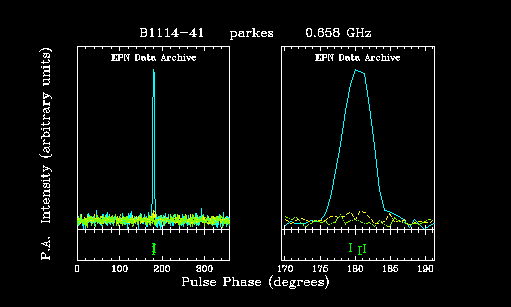 B1114-41 parkes 0.658 GHz
EPN Data Archive EPN Data Archive
Intensity (arbitrary units)
P.A.
0 100 200 300 170 175 180 185 190
Pulse Phase (degrees)